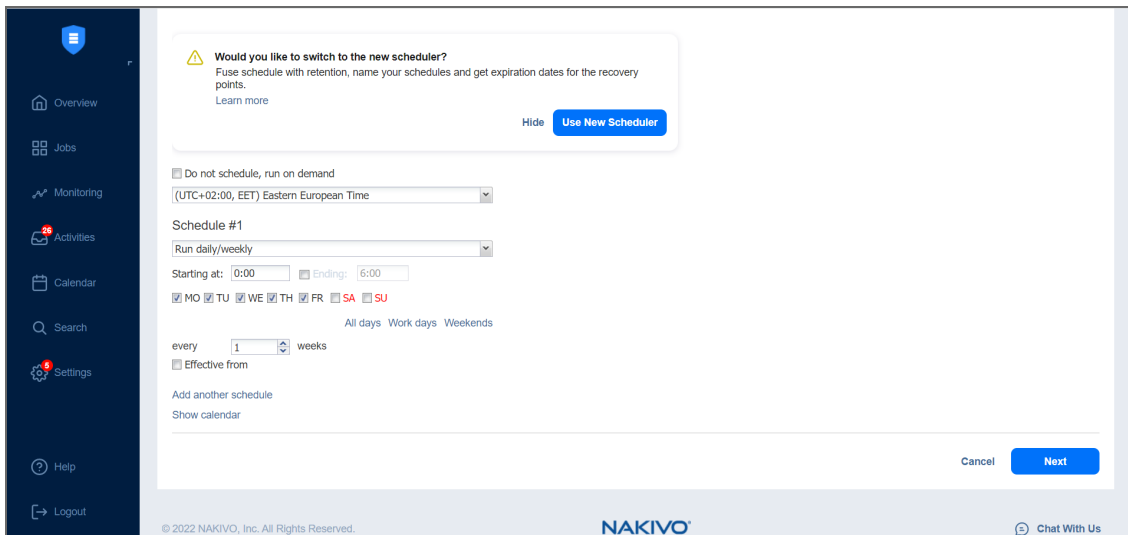 Would you like to switch to the new scheduler?
Fuse schedule with retention, name your schedules and get expiration dates for the recovery
points.
Learn more
Hide Use New Scheduler
Overview
Jobs
Monitoring
26
Activities
Calendar
Search
5
Settings
Help
Logout
Do not schedule, run on demand
(UTC+02:00, EET) Eastern European Time
Schedule #1
Run daily/weekly
Starting at: 0:00 Ending: 6:00
MO TU WE TH FR SA SU
All days Work days Weekends
every 1 weeks
Effective from
Add another schedule
Show calendar
Cancel Next
© 2022 NAKIVO, Inc. All Rights Reserved. NAKIVO® Chat With Us